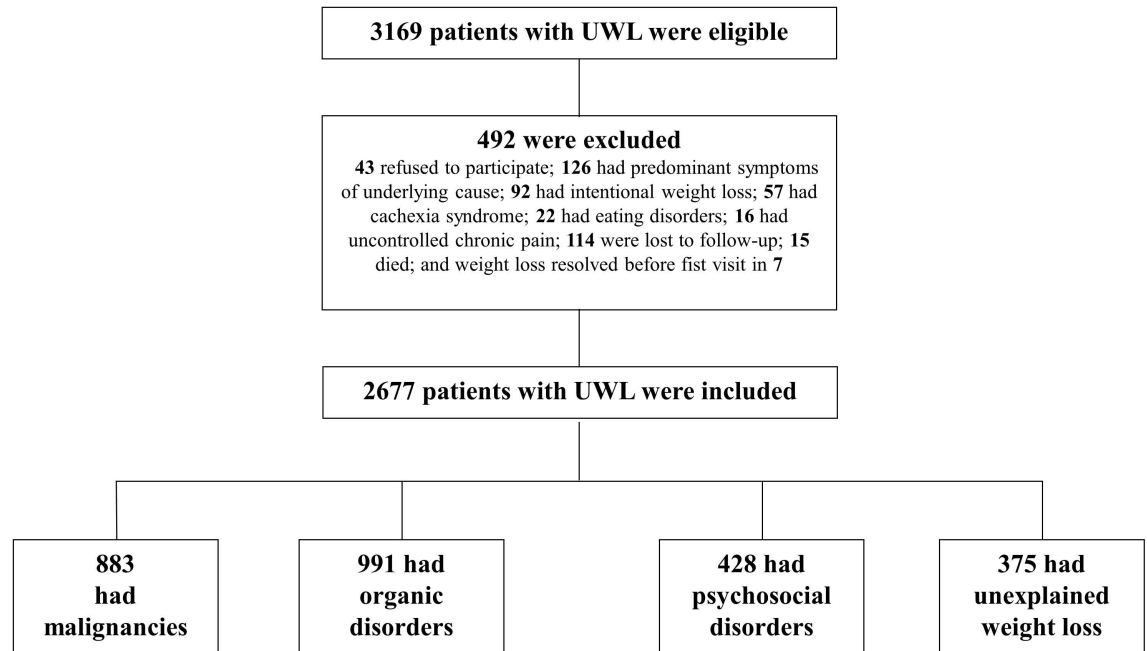 3169 patients with UWL were eligible
492 were excluded
43 refused to participate; 126 had predominant symptoms
of underlying cause; 92 had intentional weight loss; 57 had
cachexia syndrome; 22 had eating disorders; 16 had
uncontrolled chronic pain; 114 were lost to follow-up; 15
died; and weight loss resolved before fist visit in 7
2677 patients with UWL were included
883
had
malignancies
991 had
organic
disorders
428 had
psychosocial
disorders
375 had
unexplained
weight loss